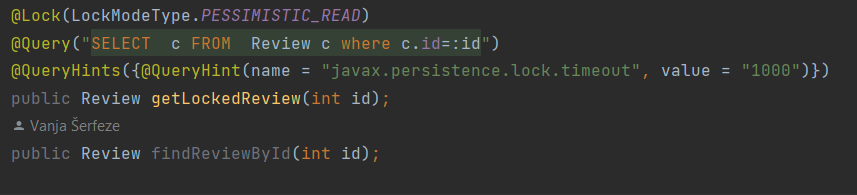 @Lock(LockModeType.PESSIMISTIC_READ)
@Query("SELECT  c FROM  Review c where c.id=:id")
@QueryHints({@QueryHint(name = "javax.persistence.lock.timeout", value = "1000")})
public Review getLockedReview(int id);
Vanja Šerfeze
public Review findReviewById(int id);